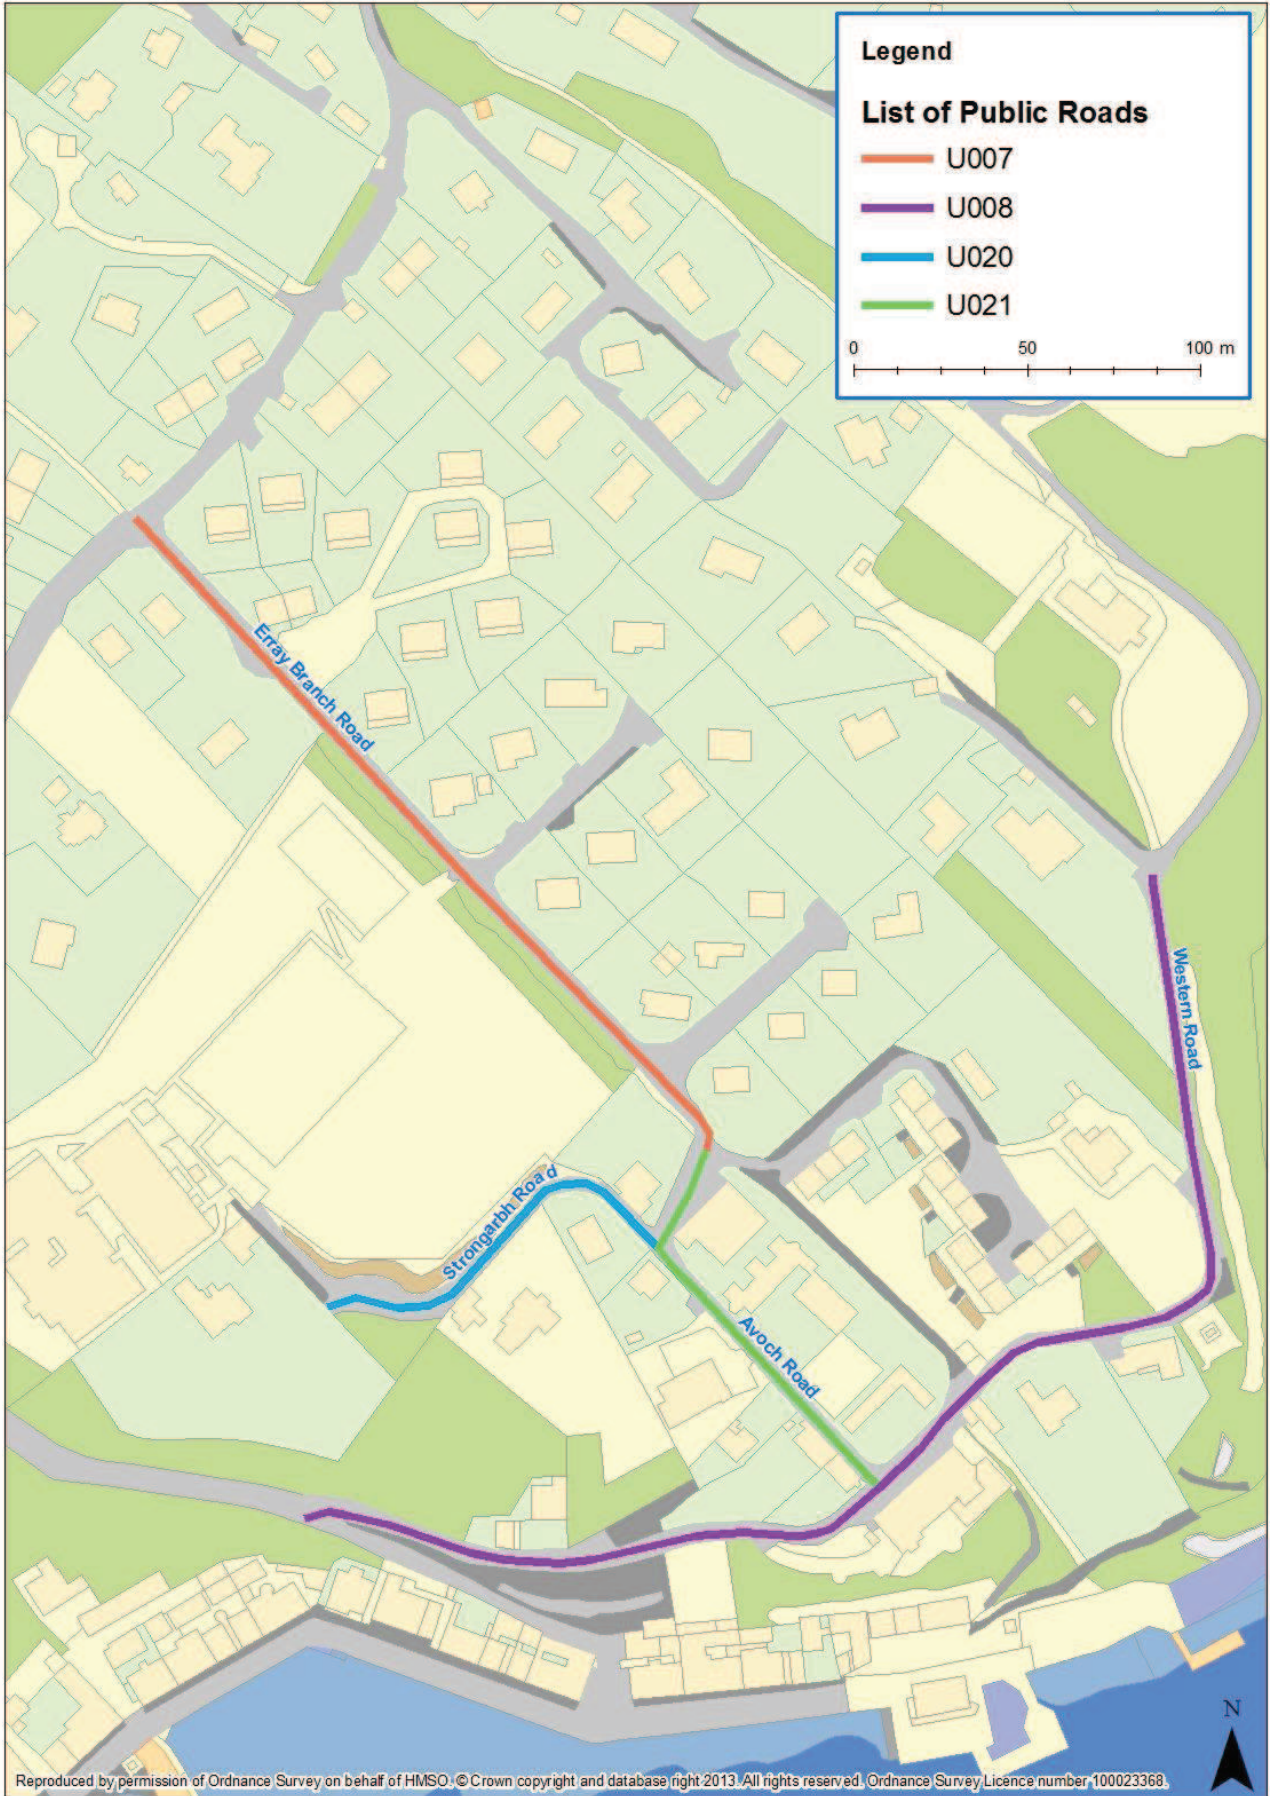 Legend
List of Public Roads
U007
U008
U020
U021
0 50 100 m
Erray Branch Road
Western Road
Strongarbh Road
Avoch Road
N
Reproduced by permission of Ordnance Survey on behalf of HMSO. © Crown copyright and database right 2013. All rights reserved. Ordnance Survey Licence number 100023368.